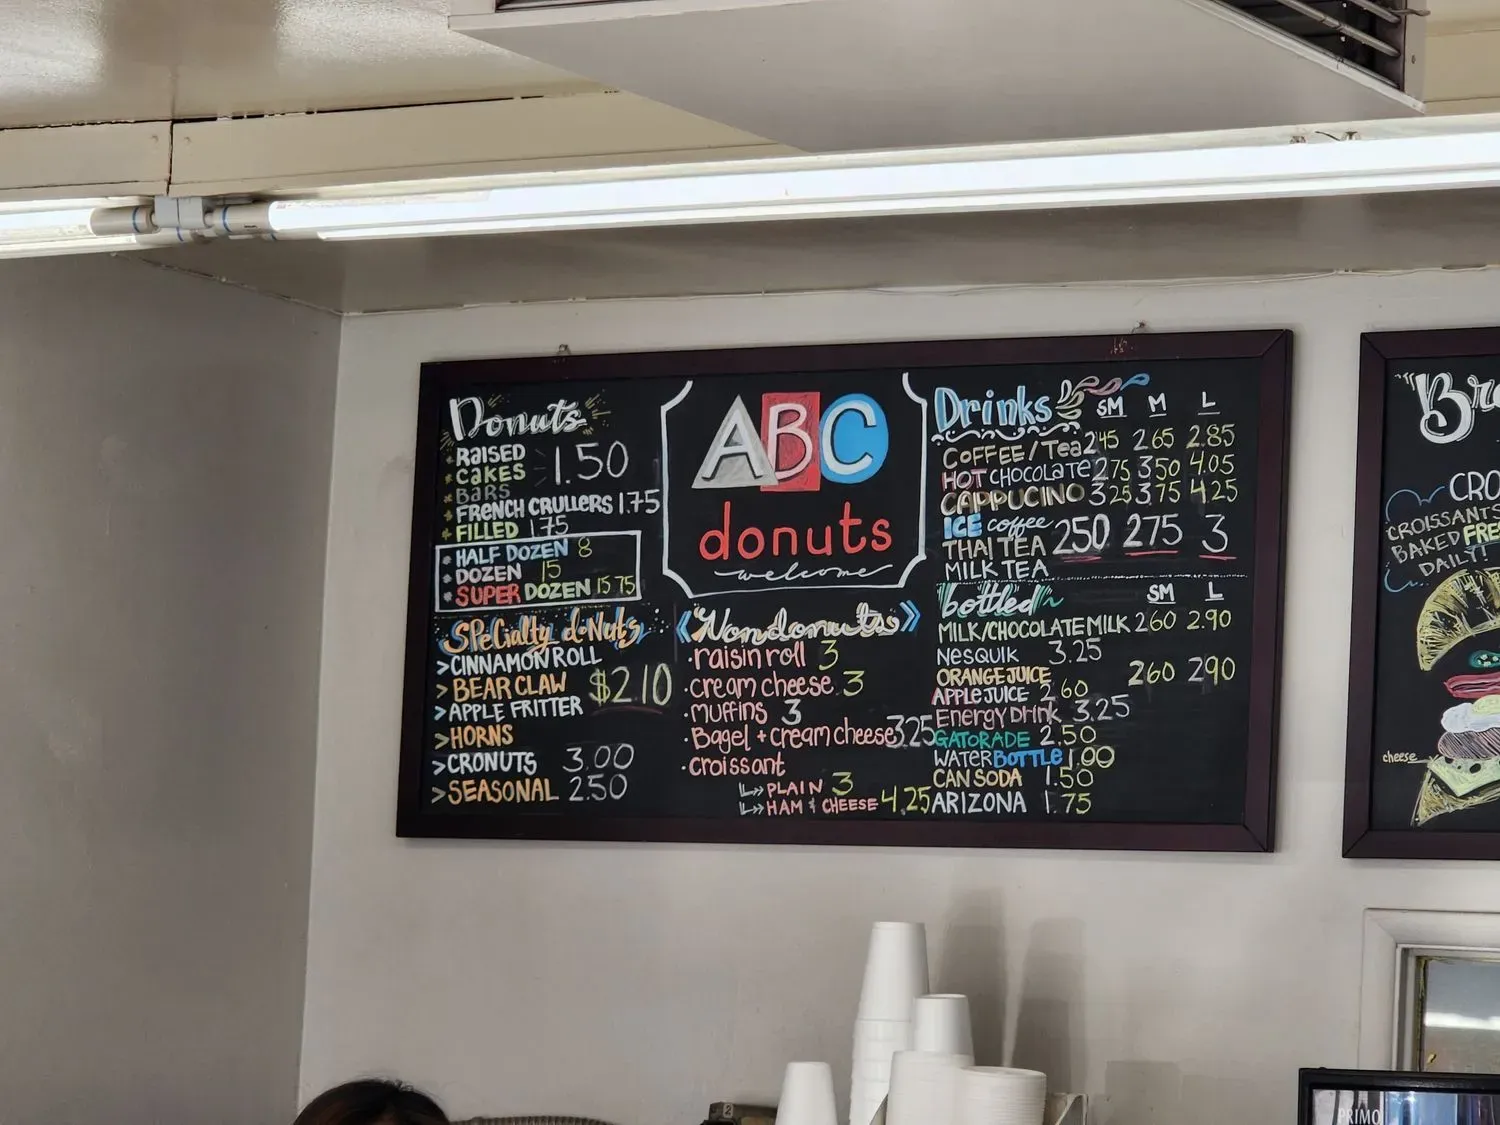 Donuts
* RAISED
* CAKES 1.50
* BARS
* FRENCH CRULLERS 1.75
* FILLED 1.75
* HALF DOZEN 8
* DOZEN 15
* SUPER DOZEN 15.75
SPecialty doNuts
>CINNAMON ROLL
> BEAR CLAW $2.10
>APPLE FRITTER
>HORNS
>CRONUTS 3.00
>SEASONAL 2.50
ABC
donuts
welcome
《Nondonuts》
·raisin roll 3
·cream cheese 3
·muffins 3
·Bagel + cream cheese 3.25
·croissant
PLAIN 3
HAM & CHEESE 4.25
Drinks SM M L
COFFEE/Tea 2.45 2.65 2.85
HOT CHOCOLATE 2.75 3.50 4.05
CAPPUCINO 3.25 3.75 4.25
ICE coffee
THAI TEA 2.50 2.75 3
MILK TEA
bottled SM L
MILK/CHOCOLATE MILK 2.60 2.90
NESQUIK 3.25
ORANGE JUICE 2.60 2.90
APPLE JUICE 2.60
Energy Drink 3.25
GATORADE 2.50
WATER BOTTLE 1.00
CAN SODA 1.50
ARIZONA 1.75
CROISSANTS
BAKED FRE
DAILY!
cheese
PRIMO